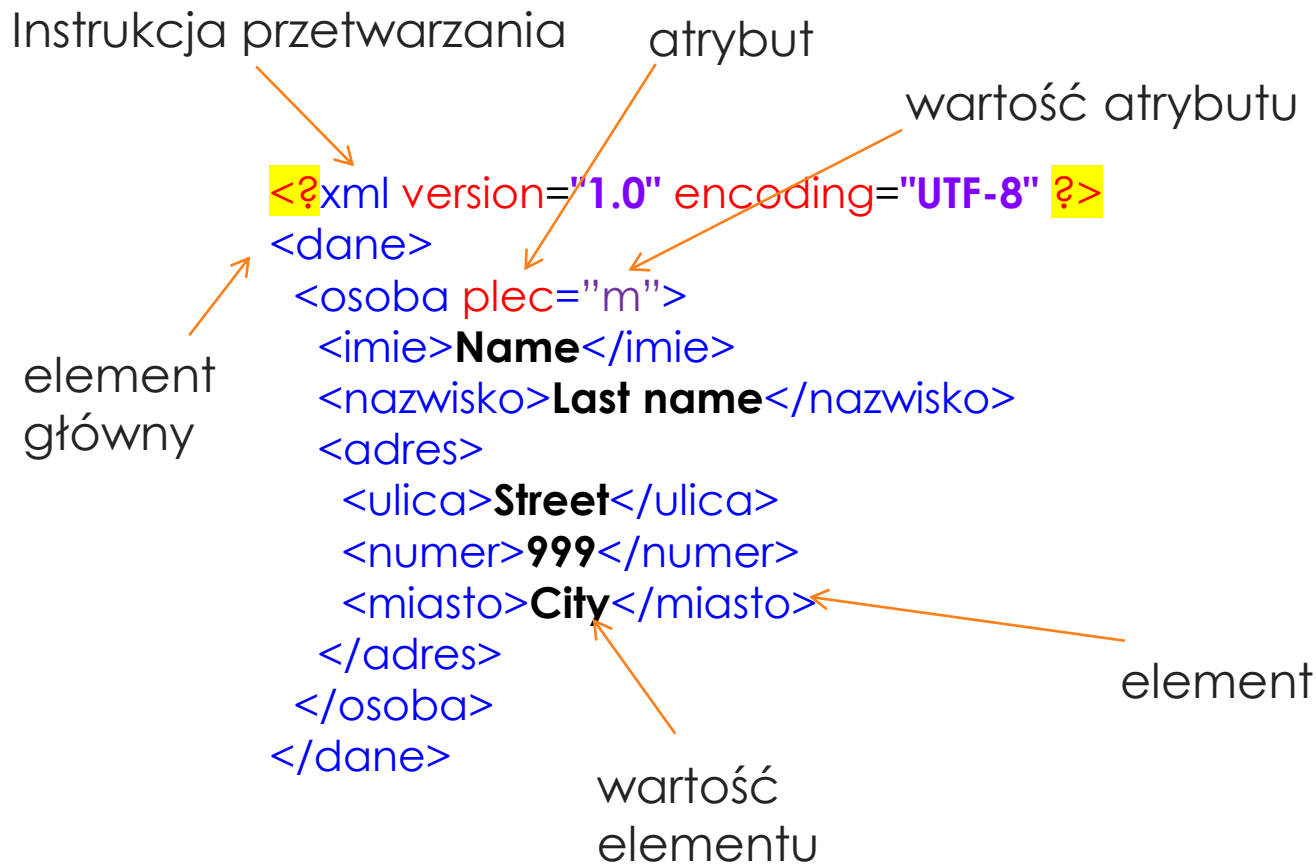 Instrukcja przetwarzania
atrybut
wartość atrybutu
<?xml version="1.0" encoding="UTF-8" ?>
<dane>
<osoba plec=”m”>
<imie>Name</imie>
<nazwisko>Last name</nazwisko>
<adres>
<ulica>Street</ulica>
<numer>999</numer>
<miasto>City</miasto>
</adres>
</osoba>
</dane>
element
główny
element
wartość
elementu